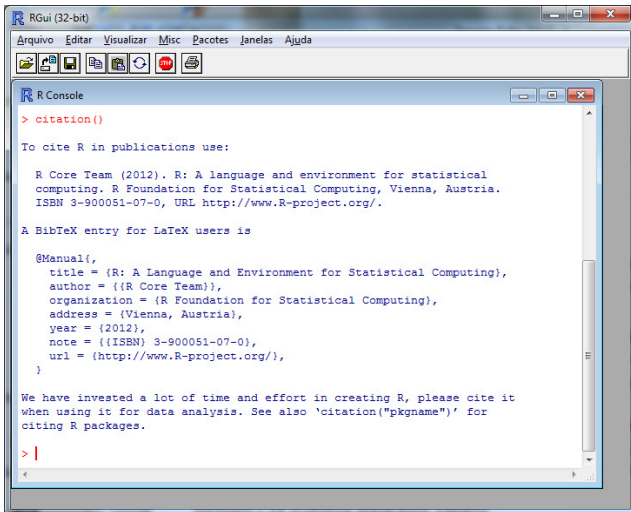 RGui (32-bit)
Arquivo Editar Visualizar Misc Pacotes Janelas Ajuda
STOP
R Console
> citation()
To cite R in publications use:
R Core Team (2012). R: A language and environment for statistical
computing. R Foundation for Statistical Computing, Vienna, Austria.
ISBN 3-900051-07-0, URL http://www.R-project.org/.
A BibTeX entry for LaTeX users is
@Manual{,
title = {R: A Language and Environment for Statistical Computing},
author = {{R Core Team}},
organization = {R Foundation for Statistical Computing},
address = {Vienna, Austria},
year = {2012},
note = {{ISBN} 3-900051-07-0},
url = {http://www.R-project.org/},
}
We have invested a lot of time and effort in creating R, please cite it
when using it for data analysis. See also ‘citation("pkgname")’ for
citing R packages.
>